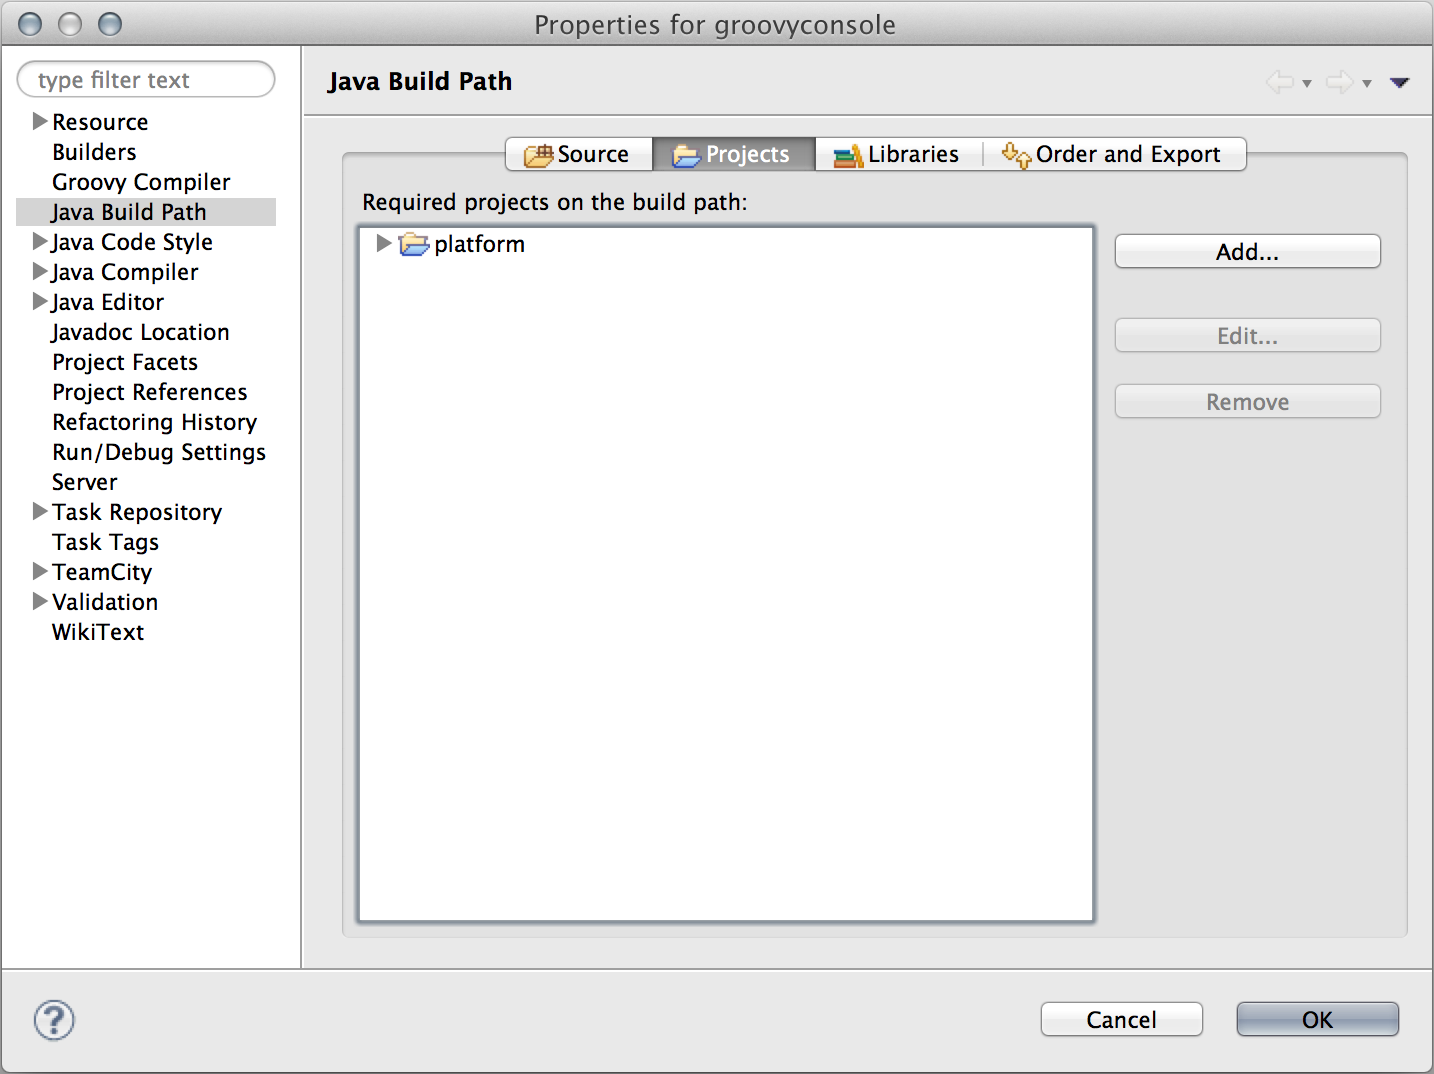 Properties for groovyconsole
type filter text
Resource
Builders
Groovy Compiler
Java Build Path
Java Code Style
Java Compiler
Java Editor
Javadoc Location
Project Facets
Project References
Refactoring History
Run/Debug Settings
Server
Task Repository
Task Tags
TeamCity
Validation
WikiText
Java Build Path
Source Projects Libraries Order and Export
Required projects on the build path:
platform
Add...
Edit...
Remove
?
Cancel OK